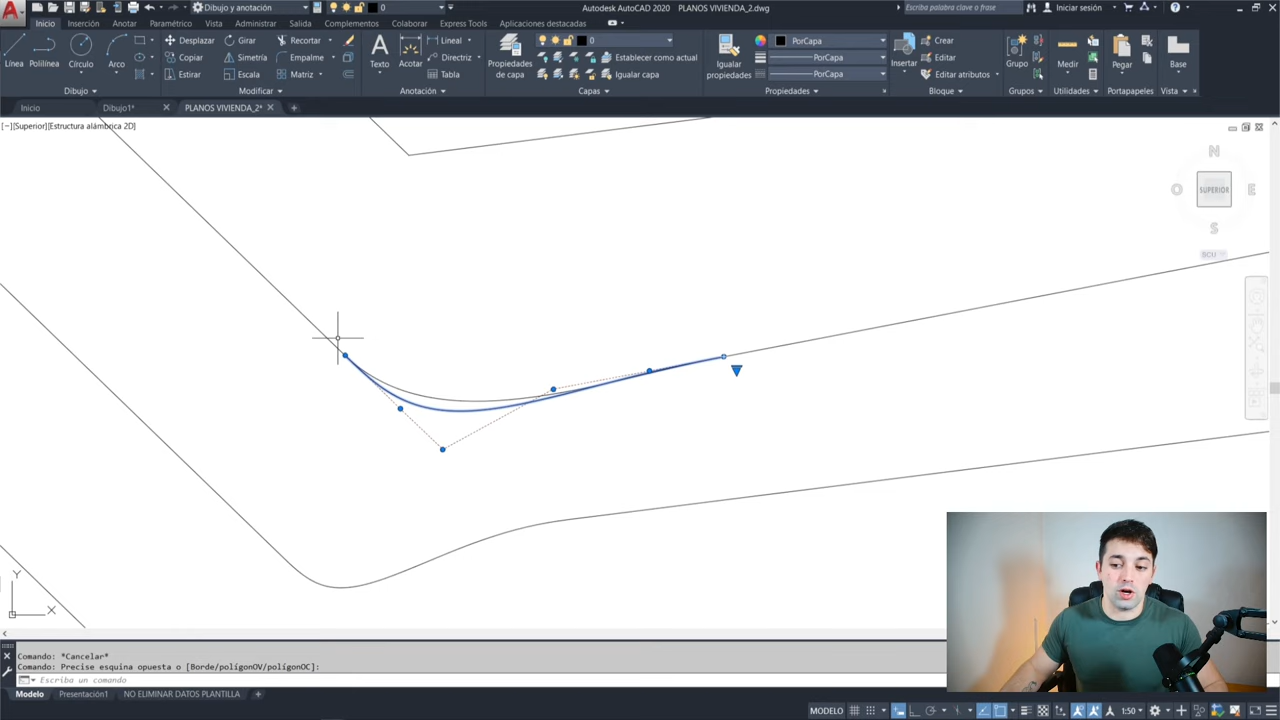 Dibujo y anotación
0
Autodesk AutoCAD 2020 PLANOS VIVIENDA_2.dwg
Escriba palabra clave o frase
Iniciar sesión
Inicio Inserción Anotar Paramétrico Vista Administrar Salida Complementos Colaborar Express Tools Aplicaciones destacadas
Línea Polilínea Círculo Arco
Desplazar Girar Recortar
Copiar Simetría Empalme
Estirar Escala Matriz
Texto Acotar
Lineal
Directriz
Tabla
Propiedades de capa
0
Establecer como actual
Igualar capa
Igualar propiedades
PorCapa
PorCapa
PorCapa
Insertar
Crear
Editar
Editar atributos
Grupo Medir Pegar Base
Dibujo Modificar Anotación Capas Propiedades Bloque Grupos Utilidades Portapapeles Vista
Inicio Dibujo1* PLANOS VIVIENDA_2*
[−][Superior][Estructura alámbrica 2D]
N
O SUPERIOR E
S
SCU
Y
X
Comando: *Cancelar*
Comando: Precise esquina opuesta o [Borde/polígonOV/polígonOC]:
Escriba un comando
Modelo Presentación1 NO ELIMINAR DATOS PLANTILLA +
MODELO 1:50